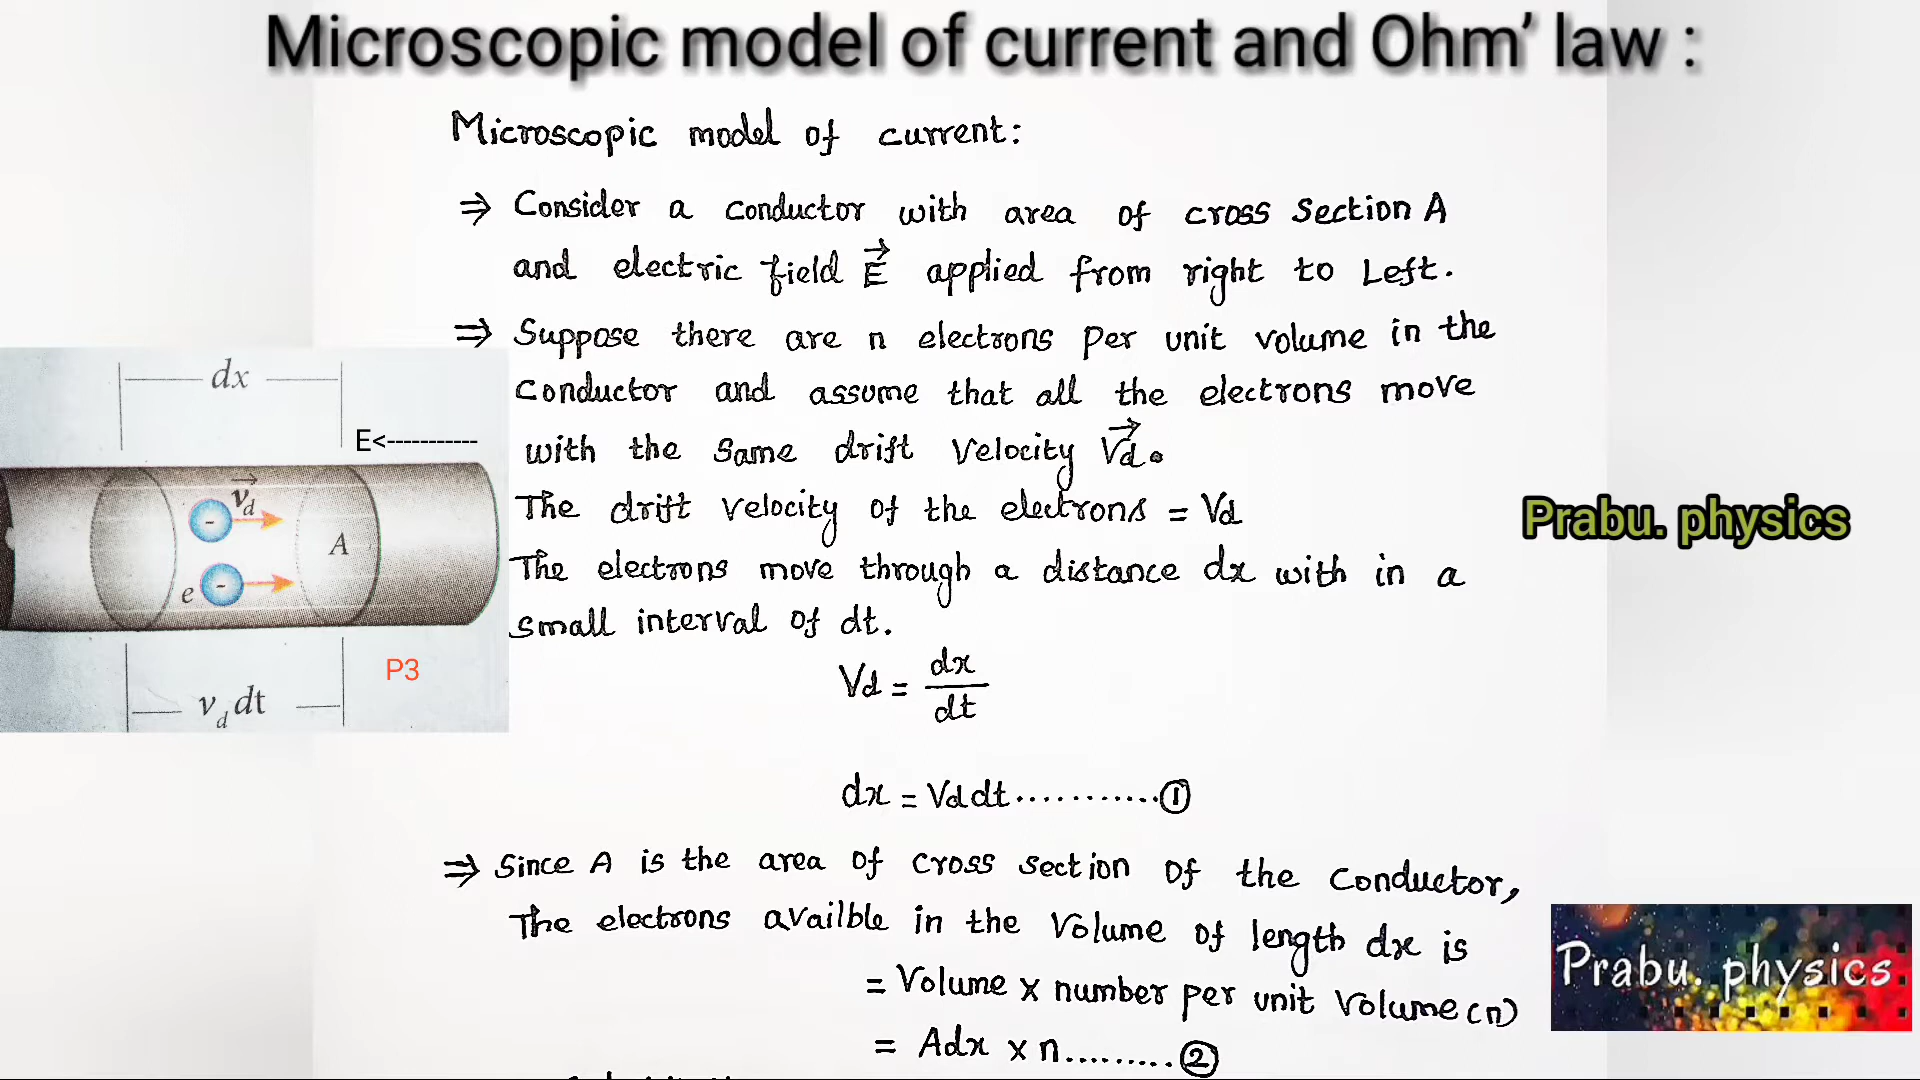 Microscopic model of current and Ohm’ law :
Microscopic model of current:
⇒ Consider a conductor with area of cross section A
and electric field E⃗ applied from right to Left.
⇒ Suppose there are n electrons per unit volume in the
conductor and assume that all the electrons move
with the same drift velocity V⃗d.
The drift velocity of the electrons = Vd
The electrons move through a distance dx with in a
small interval of dt.
Vd = dx/dt
dx = Vd dt ........... ①
⇒ Since A is the area of cross section of the conductor,
The electrons availble in the volume of length dx is
= Volume x number per unit volume (n)
= Adx x n ......... ②
dx
E<-----------
v⃗d
A
e
P3
vd dt
Prabu. physics
Prabu. physics